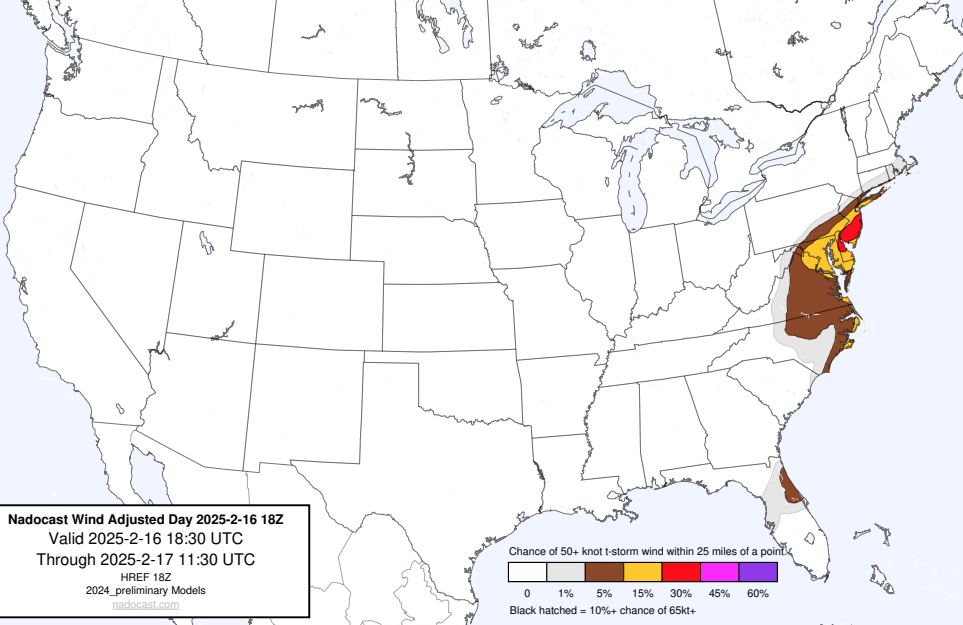 Nadocast Wind Adjusted Day 2025-2-16 18Z
Valid 2025-2-16 18:30 UTC
Through 2025-2-17 11:30 UTC
HREF 18Z
2024_preliminary Models
nadocast.com
Chance of 50+ knot t-storm wind within 25 miles of a point.
0 1% 5% 15% 30% 45% 60%
Black hatched = 10%+ chance of 65kt+